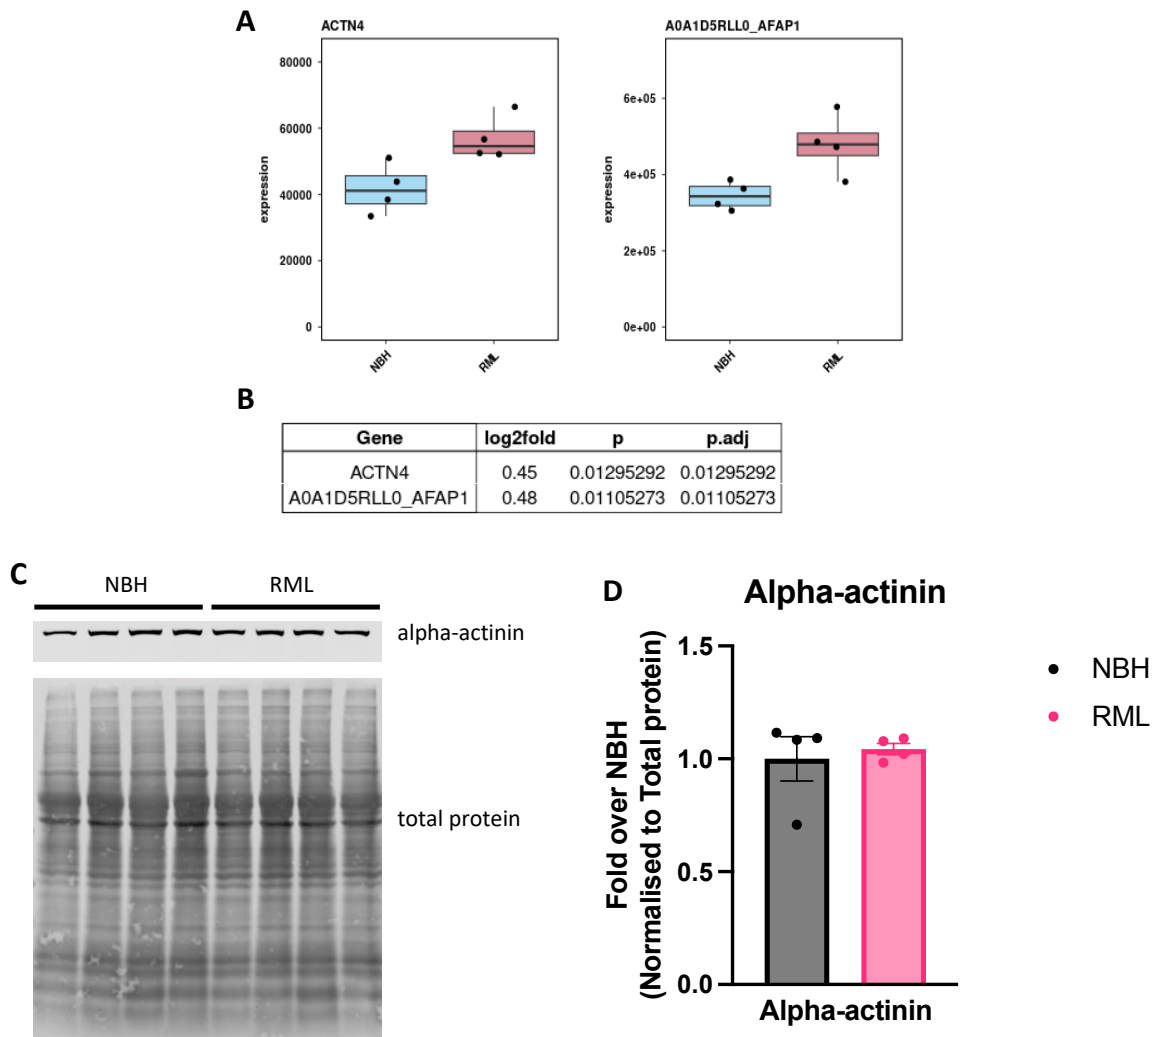 A
ACTN4
A0A1D5RLL0_AFAP1
expression
80000
60000
40000
20000
0
NBH
RML
expression
6e+05
4e+05
2e+05
0e+00
NBH
RML
B
Gene log2fold p p.adj
ACTN4 0.45 0.01295292 0.01295292
A0A1D5RLL0_AFAP1 0.48 0.01105273 0.01105273
C
NBH RML
alpha-actinin
total protein
D
Alpha-actinin
Fold over NBH
(Normalised to Total protein)
1.5
1.0
0.5
0.0
Alpha-actinin
NBH
RML